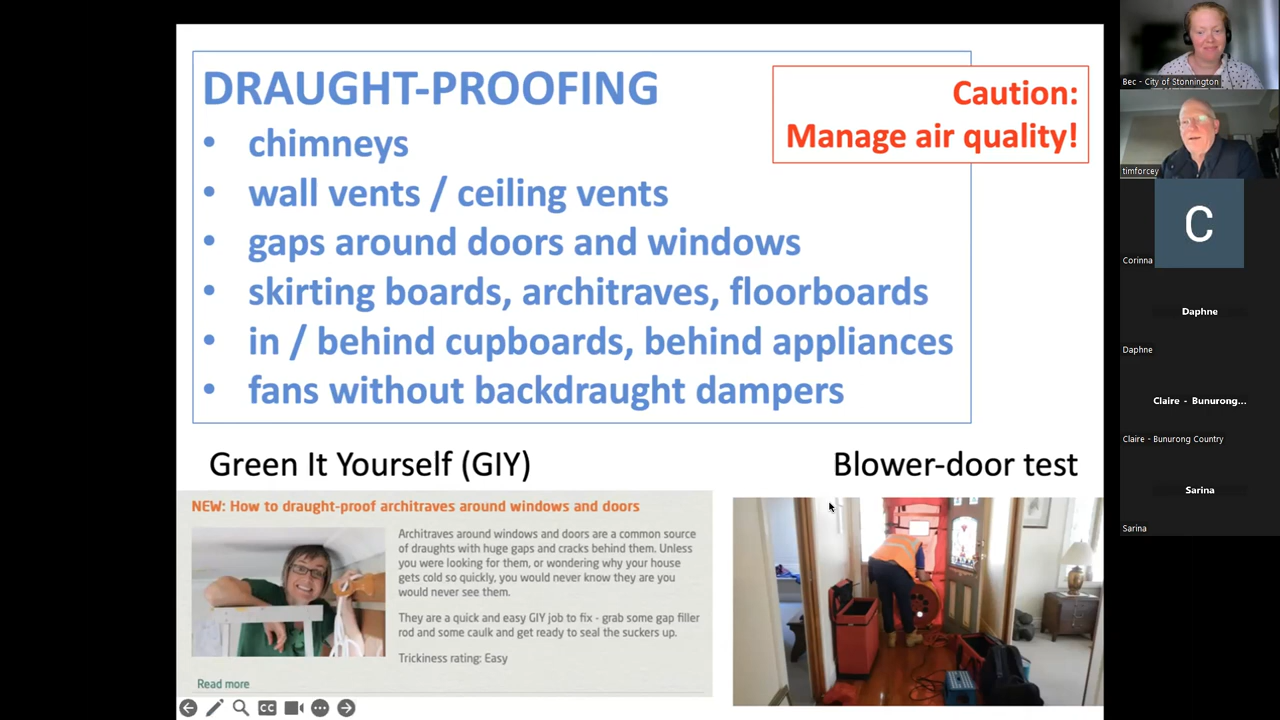 DRAUGHT-PROOFING
• chimneys
• wall vents / ceiling vents
• gaps around doors and windows
• skirting boards, architraves, floorboards
• in / behind cupboards, behind appliances
• fans without backdraught dampers
Caution:
Manage air quality!
Green It Yourself (GIY)
NEW: How to draught-proof architraves around windows and doors
Architraves around windows and doors are a common source
of draughts with huge gaps and cracks behind them. Unless
you were looking for them, or wondering why your house
gets cold so quickly, you would never know they are you
would never see them.
They are a quick and easy GIY job to fix - grab some gap filler
rod and some caulk and get ready to seal the suckers up.
Trickiness rating: Easy
Read more
CC
Blower-door test
Bec - City of Stonnington
timforcey
C
Corinna
Daphne
Daphne
Claire - Bunurong...
Claire - Bunurong Country
Sarina
Sarina